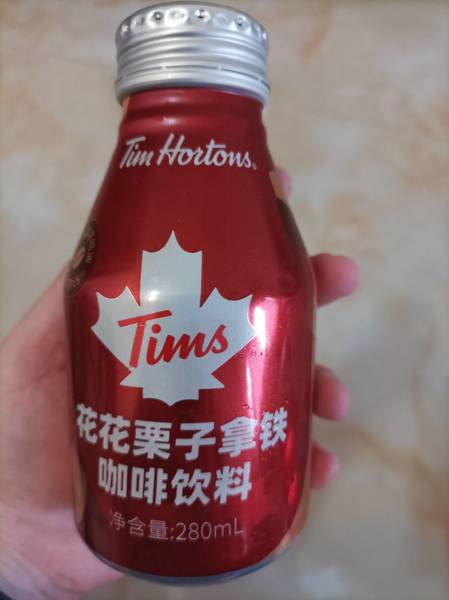 Tim Hortons®
Tims
花花栗子拿铁
咖啡饮料
净含量:280mL